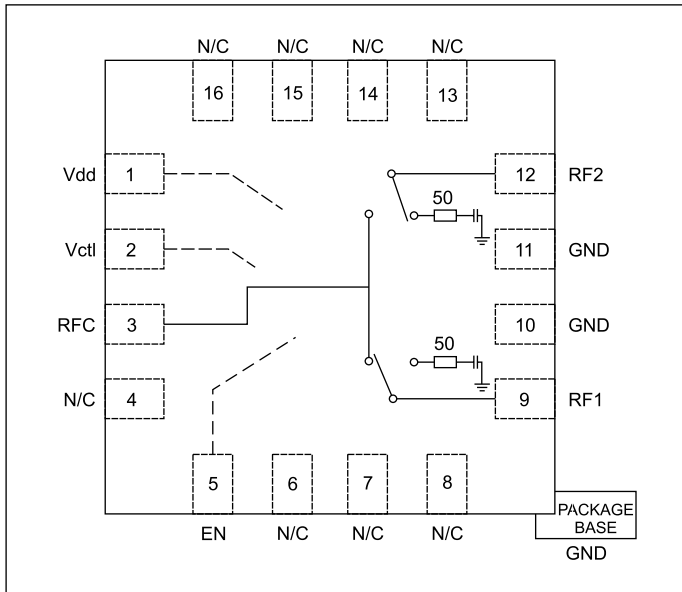 N/C N/C N/C N/C
16 15 14 13
Vdd 1 12 RF2
50
Vctl 2 11 GND
RFC 3 10 GND
50
N/C 4 9 RF1
5 6 7 8
EN N/C N/C N/C
PACKAGE
BASE
GND